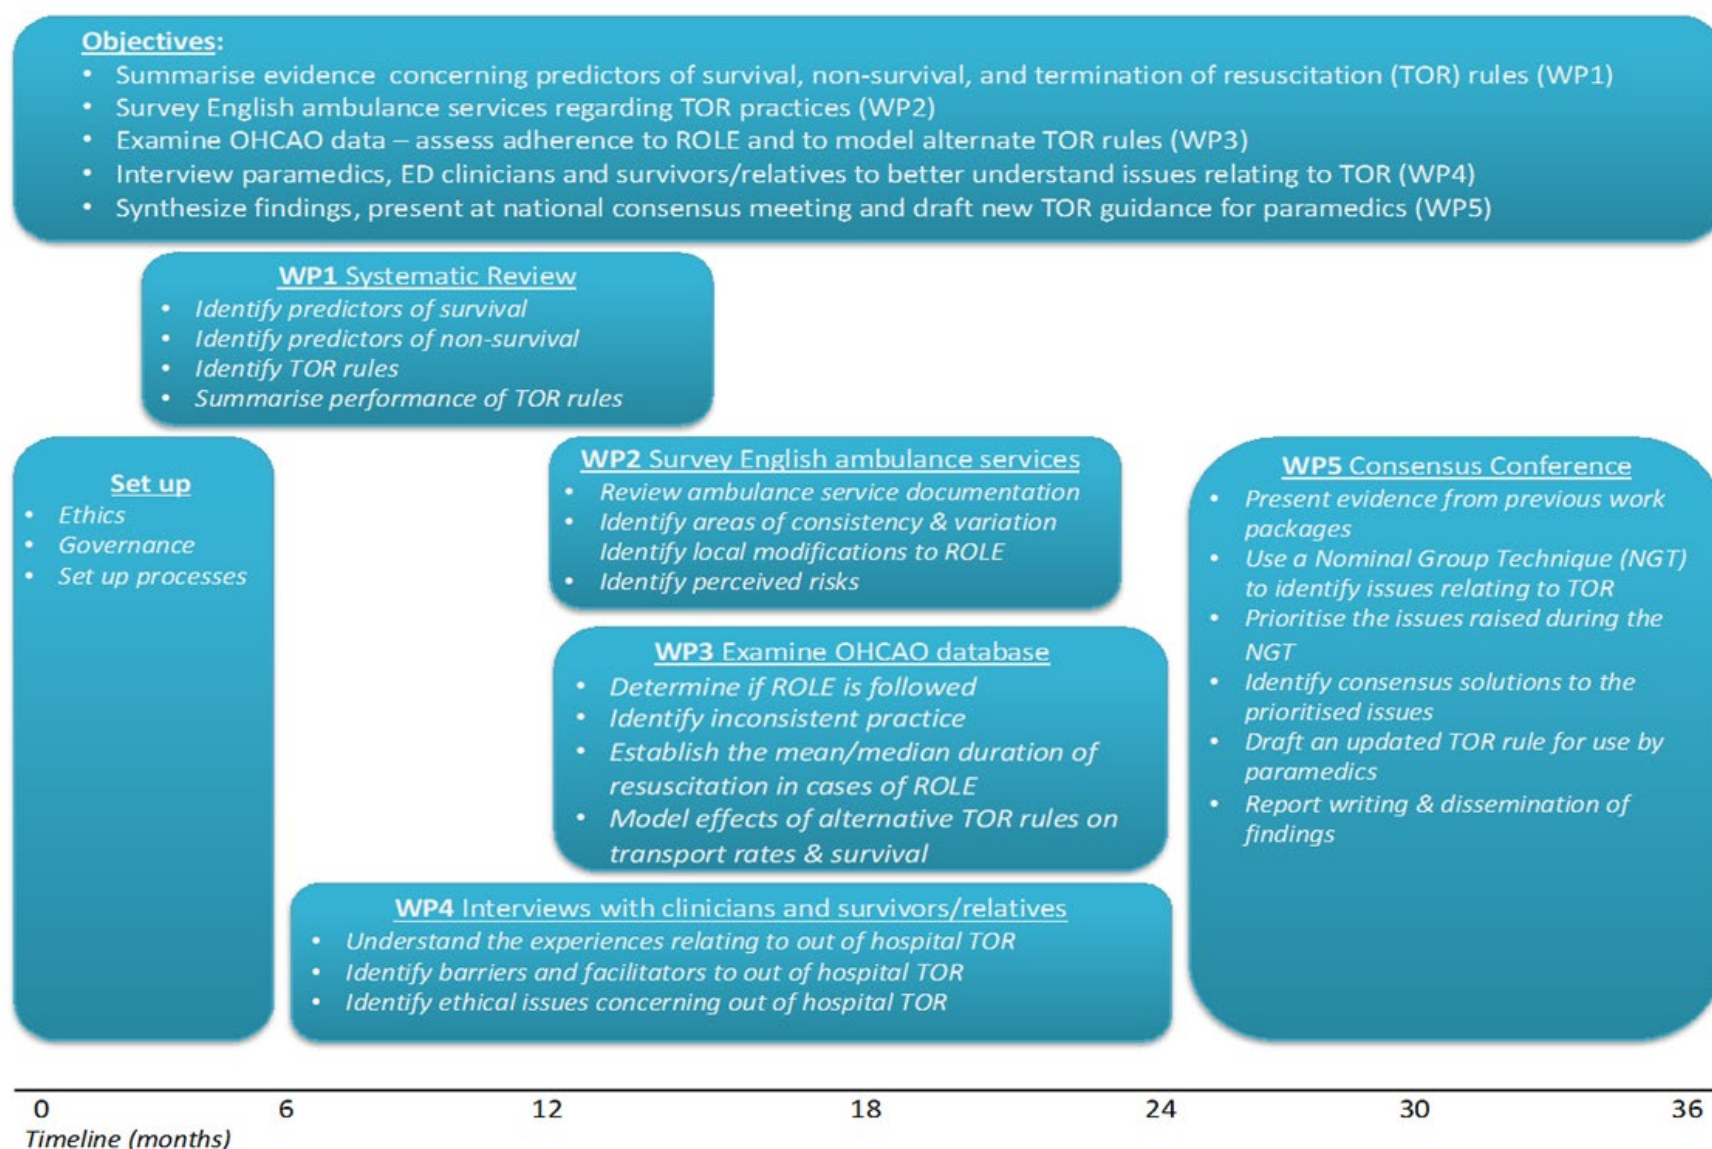 Objectives:
• Summarise evidence concerning predictors of survival, non-survival, and termination of resuscitation (TOR) rules (WP1)
• Survey English ambulance services regarding TOR practices (WP2)
• Examine OHCAO data – assess adherence to ROLE and to model alternate TOR rules (WP3)
• Interview paramedics, ED clinicians and survivors/relatives to better understand issues relating to TOR (WP4)
• Synthesize findings, present at national consensus meeting and draft new TOR guidance for paramedics (WP5)
WP1 Systematic Review
• Identify predictors of survival
• Identify predictors of non-survival
• Identify TOR rules
• Summarise performance of TOR rules
Set up
• Ethics
• Governance
• Set up processes
WP2 Survey English ambulance services
• Review ambulance service documentation
• Identify areas of consistency & variation
Identify local modifications to ROLE
• Identify perceived risks
WP3 Examine OHCAO database
• Determine if ROLE is followed
• Identify inconsistent practice
• Establish the mean/median duration of
resuscitation in cases of ROLE
• Model effects of alternative TOR rules on
transport rates & survival
WP4 Interviews with clinicians and survivors/relatives
• Understand the experiences relating to out of hospital TOR
• Identify barriers and facilitators to out of hospital TOR
• Identify ethical issues concerning out of hospital TOR
WP5 Consensus Conference
• Present evidence from previous work
packages
• Use a Nominal Group Technique (NGT)
to identify issues relating to TOR
• Prioritise the issues raised during the
NGT
• Identify consensus solutions to the
prioritised issues
• Draft an updated TOR rule for use by
paramedics
• Report writing & dissemination of
findings
0 6 12 18 24 30 36
Timeline (months)